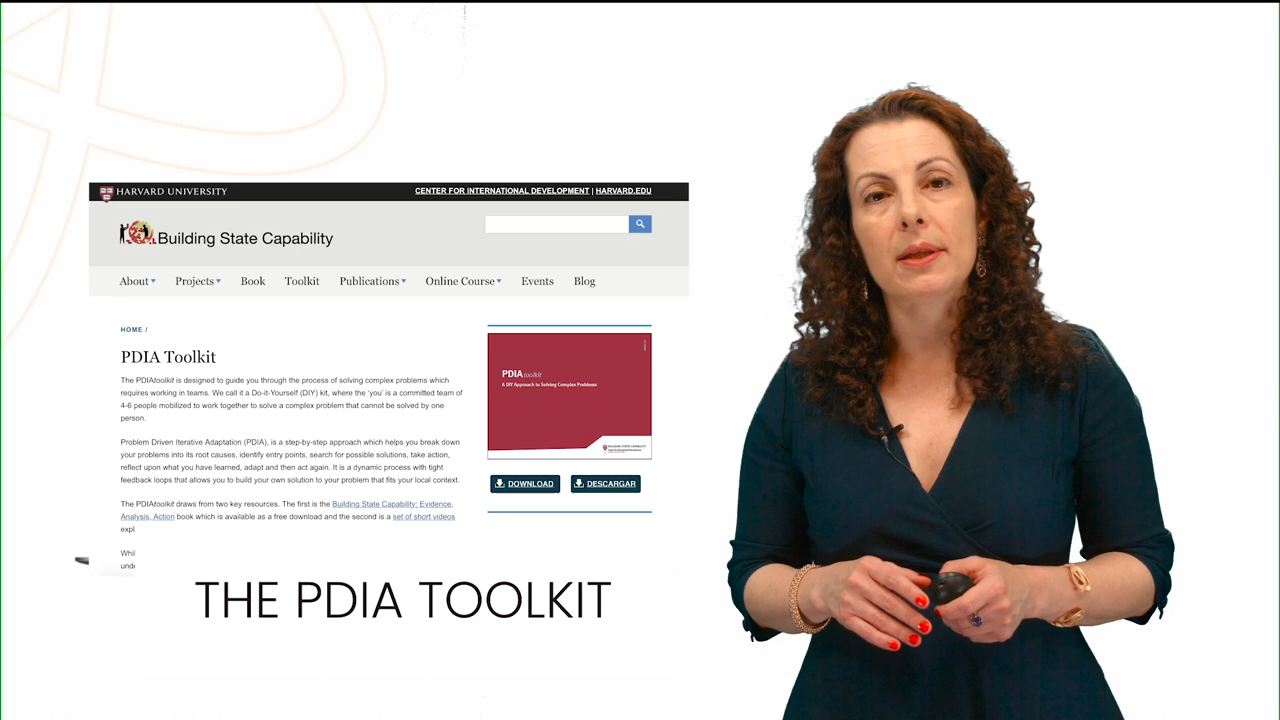 HARVARD UNIVERSITY
CENTER FOR INTERNATIONAL DEVELOPMENT | HARVARD.EDU
Building State Capability
About Projects Book Toolkit Publications Online Course Events Blog
HOME /
PDIA Toolkit
The PDIAtoolkit is designed to guide you through the process of solving complex problems which
requires working in teams. We call it a Do-it-Yourself (DIY) kit, where the 'you' is a committed team of
4-6 people mobilized to work together to solve a complex problem that cannot be solved by one
person.
Problem Driven Iterative Adaptation (PDIA), is a step-by-step approach which helps you break down
your problems into its root causes, identify entry points, search for possible solutions, take action,
reflect upon what you have learned, adapt and then act again. It is a dynamic process with tight
feedback loops that allows you to build your own solution to your problem that fits your local context.
The PDIAtoolkit draws from two key resources. The first is the Building State Capability: Evidence,
Analysis, Action book which is available as a free download and the second is a set of short videos
expl
Whil
unde
PDIAtoolkit
A DIY Approach to Solving Complex Problems
BUILDING STATE CAPABILITY
DOWNLOAD
DESCARGAR
THE PDIA TOOLKIT